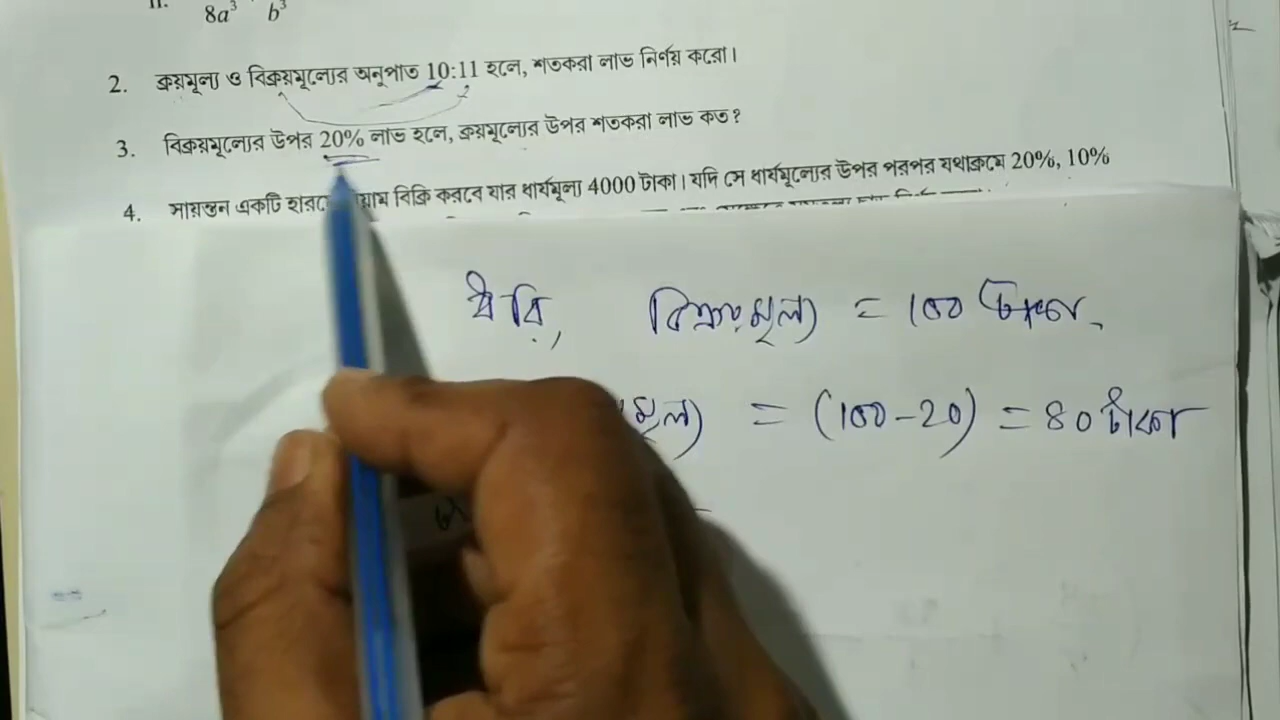 8a³ b³
2. ক্রয়মূল্য ও বিক্রয়মূল্যের অনুপাত 10:11 হলে, শতকরা লাভ নির্ণয় করো।
3. বিক্রয়মূল্যের উপর 20% লাভ হলে, ক্রয়মূল্যের উপর শতকরা লাভ কত?
4. সায়ন্তন একটি বিক্রি করবে যার ধার্যমূল্য 4000 টাকা। যদি সে ধার্যমূল্যের উপর পরপর যথাক্রমে 20%, 10%
ধরি, বিক্রয়মূল্য = 100 টাকা,
মূল্য = (100-20) = 80 টাকা